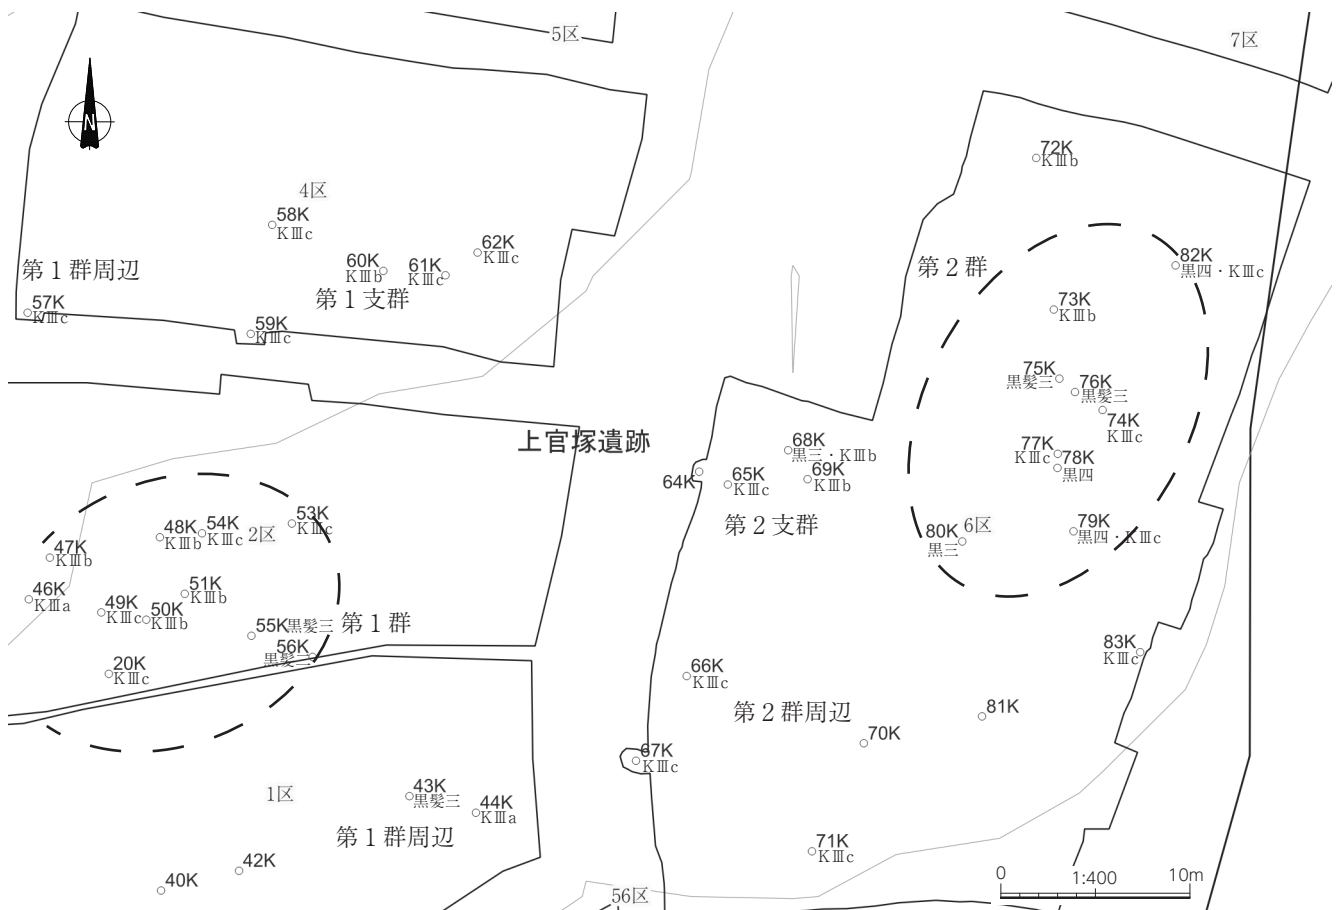 5区
7区
N
72K
KⅢb
4区
58K
KⅢc
62K
KⅢc
60K
KⅢb
61K
KⅢc
第1群周辺
第1支群
57K
KⅢc
59K
KⅢc
第2群
82K
黒四・KⅢc
73K
KⅢb
75K
黒髪三
76K
黒髪三
74K
KⅢc
77K
KⅢc
78K
黒四
上官塚遺跡
68K
黒三・KⅢb
64K
65K
KⅢc
69K
KⅢb
第2支群
80K
黒三
6区
79K
黒四・KⅢc
53K
KⅢc
48K
KⅢb
54K
KⅢc
2区
47K
KⅢb
46K
KⅢa
49K
KⅢc
50K
KⅢb
51K
KⅢb
55K
黒髪三
第1群
56K
20K
KⅢc
83K
KⅢc
66K
KⅢc
第2群周辺
81K
70K
67K
KⅢc
1区
43K
黒髪三
44K
KⅢa
第1群周辺
71K
KⅢc
42K
40K
56区
0
1:400
10m